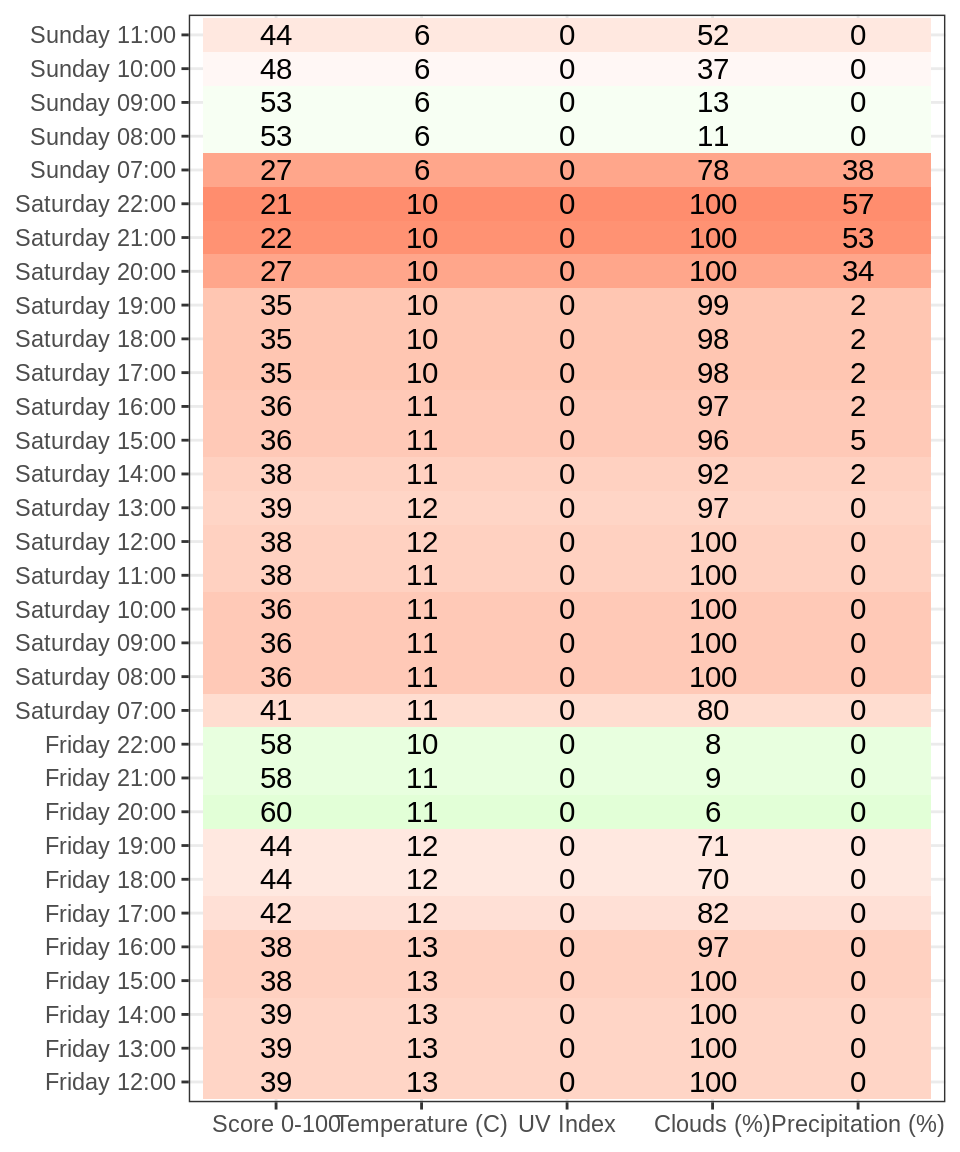 Sunday 11:00 44 6 0 52 0
Sunday 10:00 48 6 0 37 0
Sunday 09:00 53 6 0 13 0
Sunday 08:00 53 6 0 11 0
Sunday 07:00 27 6 0 78 38
Saturday 22:00 21 10 0 100 57
Saturday 21:00 22 10 0 100 53
Saturday 20:00 27 10 0 100 34
Saturday 19:00 35 10 0 99 2
Saturday 18:00 35 10 0 98 2
Saturday 17:00 35 10 0 98 2
Saturday 16:00 36 11 0 97 2
Saturday 15:00 36 11 0 96 5
Saturday 14:00 38 11 0 92 2
Saturday 13:00 39 12 0 97 0
Saturday 12:00 38 12 0 100 0
Saturday 11:00 38 11 0 100 0
Saturday 10:00 36 11 0 100 0
Saturday 09:00 36 11 0 100 0
Saturday 08:00 36 11 0 100 0
Saturday 07:00 41 11 0 80 0
Friday 22:00 58 10 0 8 0
Friday 21:00 58 11 0 9 0
Friday 20:00 60 11 0 6 0
Friday 19:00 44 12 0 71 0
Friday 18:00 44 12 0 70 0
Friday 17:00 42 12 0 82 0
Friday 16:00 38 13 0 97 0
Friday 15:00 38 13 0 100 0
Friday 14:00 39 13 0 100 0
Friday 13:00 39 13 0 100 0
Friday 12:00 39 13 0 100 0
Score 0-100 Temperature (C) UV Index Clouds (%) Precipitation (%)